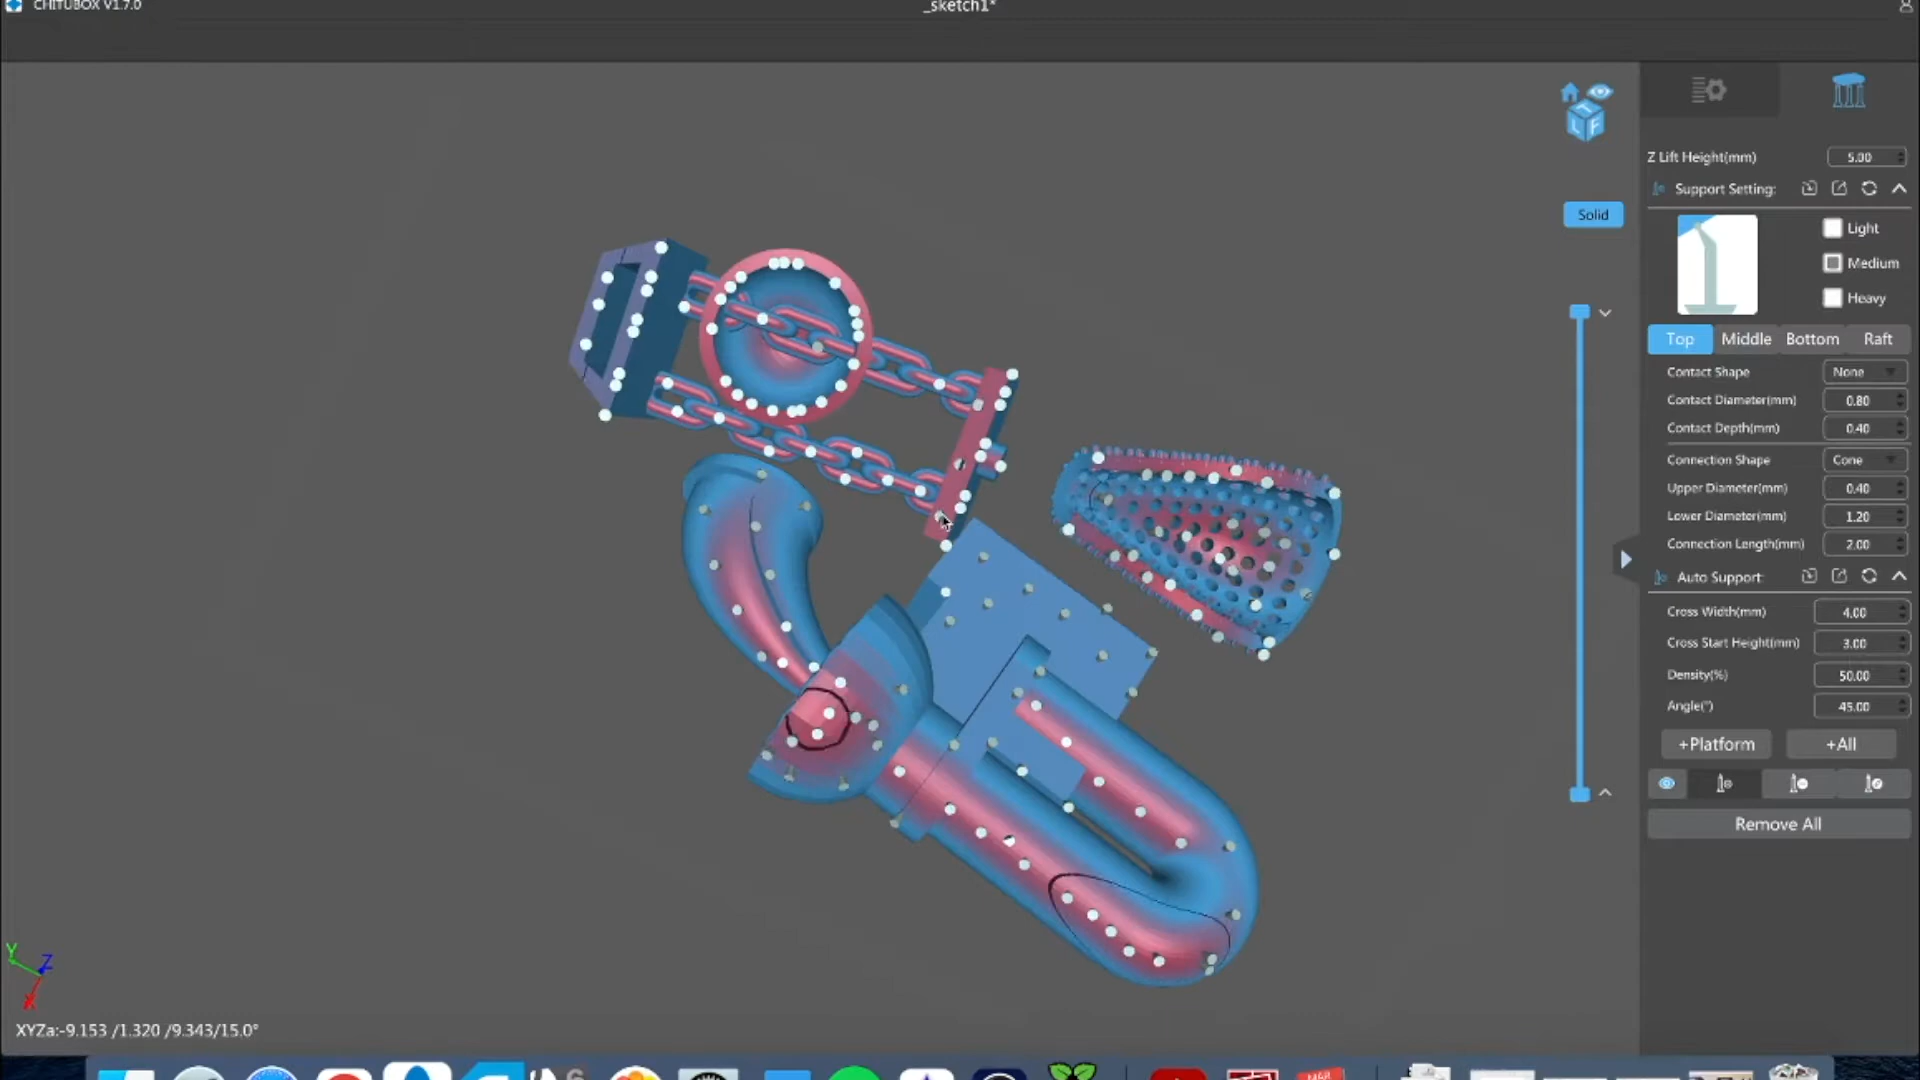 CHITUBOX V1.7.0
_sketch1*
Z Lift Height(mm) 5.00
Support Setting:
Light
Medium
Heavy
Solid
Top Middle Bottom Raft
Contact Shape None
Contact Diameter(mm) 0.80
Contact Depth(mm) 0.40
Connection Shape Cone
Upper Diameter(mm) 0.40
Lower Diameter(mm) 1.20
Connection Length(mm) 2.00
Auto Support
Cross Width(mm) 4.00
Cross Start Height(mm) 3.00
Density(%) 50.00
Angle(°) 45.00
+Platform +All
Remove All
T
L F
Y
Z
X
XYZa:-9.153 /1.320 /9.343/15.0°
6
MAR